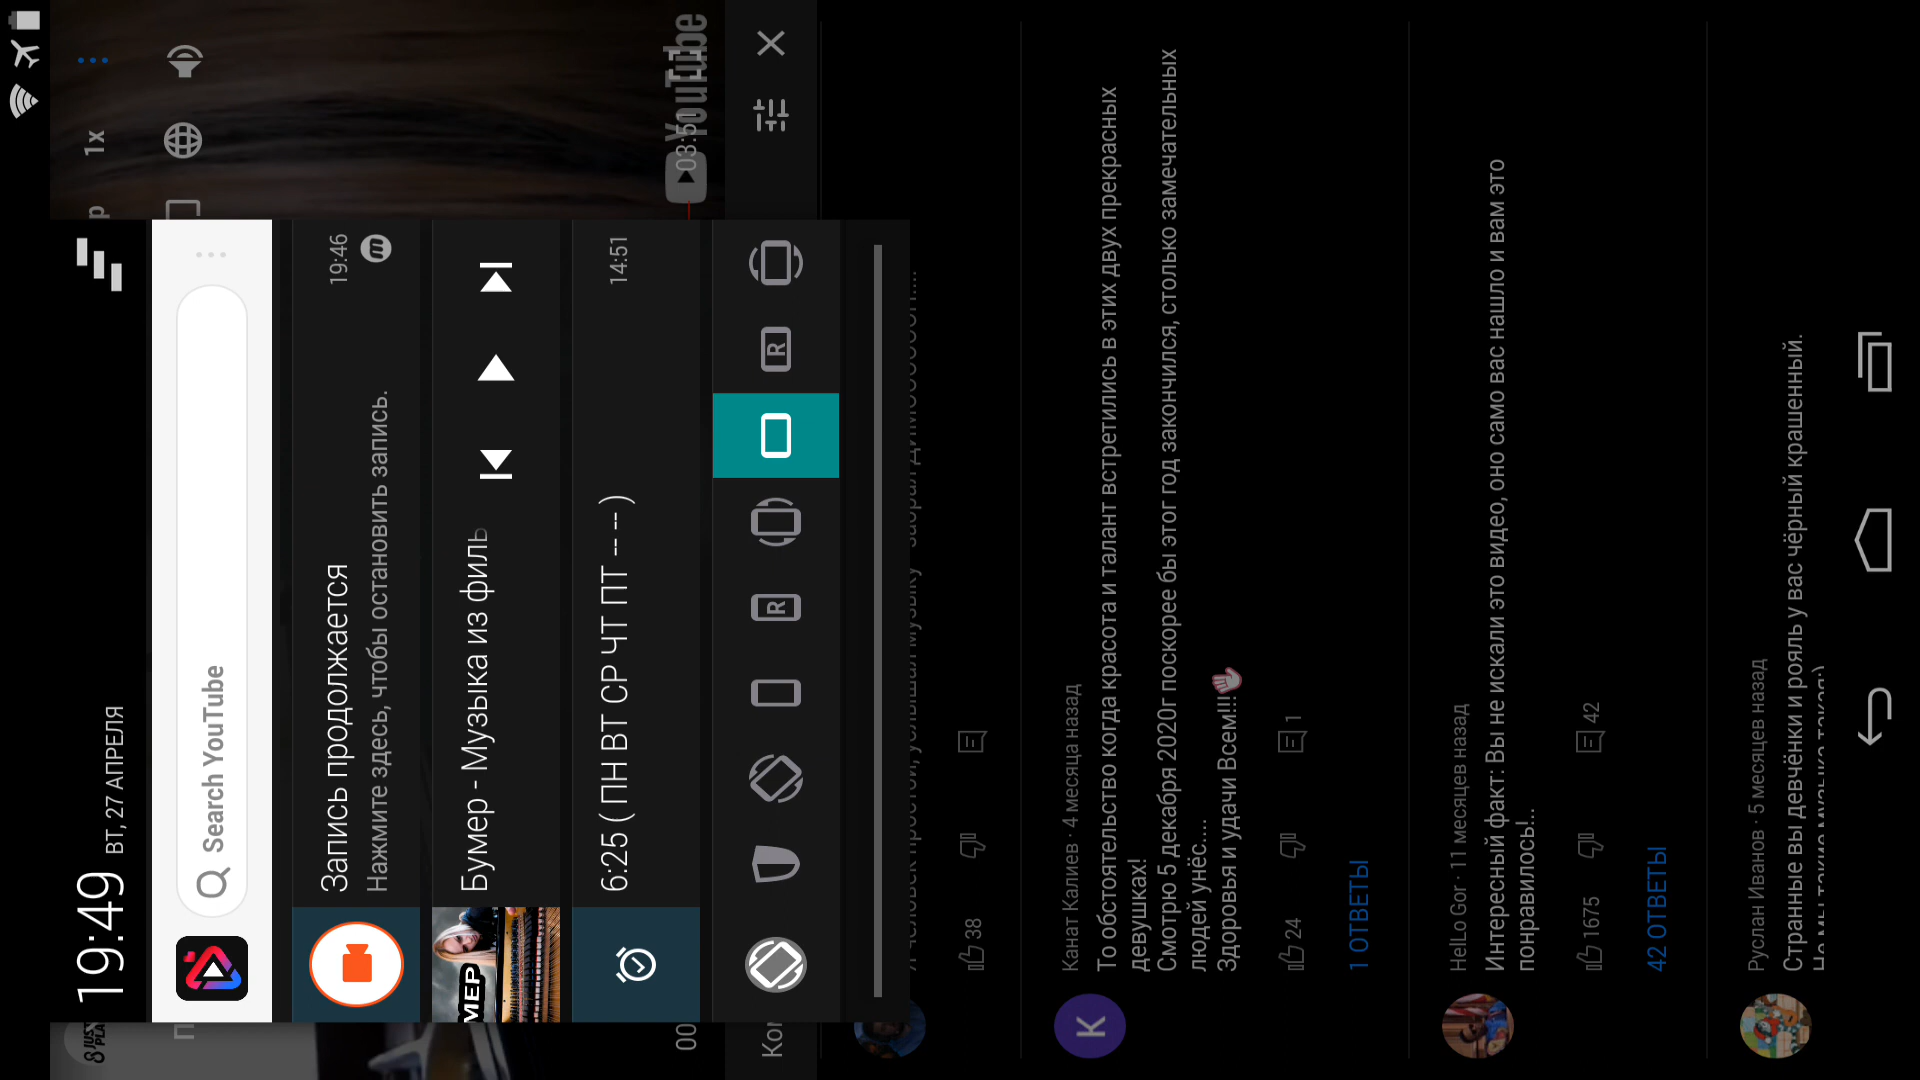 19:49
ВТ, 27 АПРЕЛЯ
Search YouTube
Запись продолжается
19:46
Нажмите здесь, чтобы остановить запись.
Бумер - Музыка из филь
МЕР
6:25 ( ПН ВТ СР ЧТ ПТ -- -- )
14:51
R
R
1x
p
03:51
YouTube
00
Ком
38
Канат Калиев · 4 месяца назад
То обстоятельство когда красота и талант встретились в этих двух прекрасных
девушках!
Смотрю 5 декабря 2020г поскорее бы этот год закончился, столько замечательных
людей унёс....
Здоровья и удачи Всем!!!👋
24
1
1 ОТВЕТЫ
K
HelLo Gor · 11 месяцев назад
Интересный факт: Вы не искали это видео, оно само вас нашло и вам это
понравилось!..
1675
42
42 ОТВЕТЫ
Руслан Иванов · 5 месяцев назад
Странные вы девчёнки и рояль у вас чёрный крашенный.